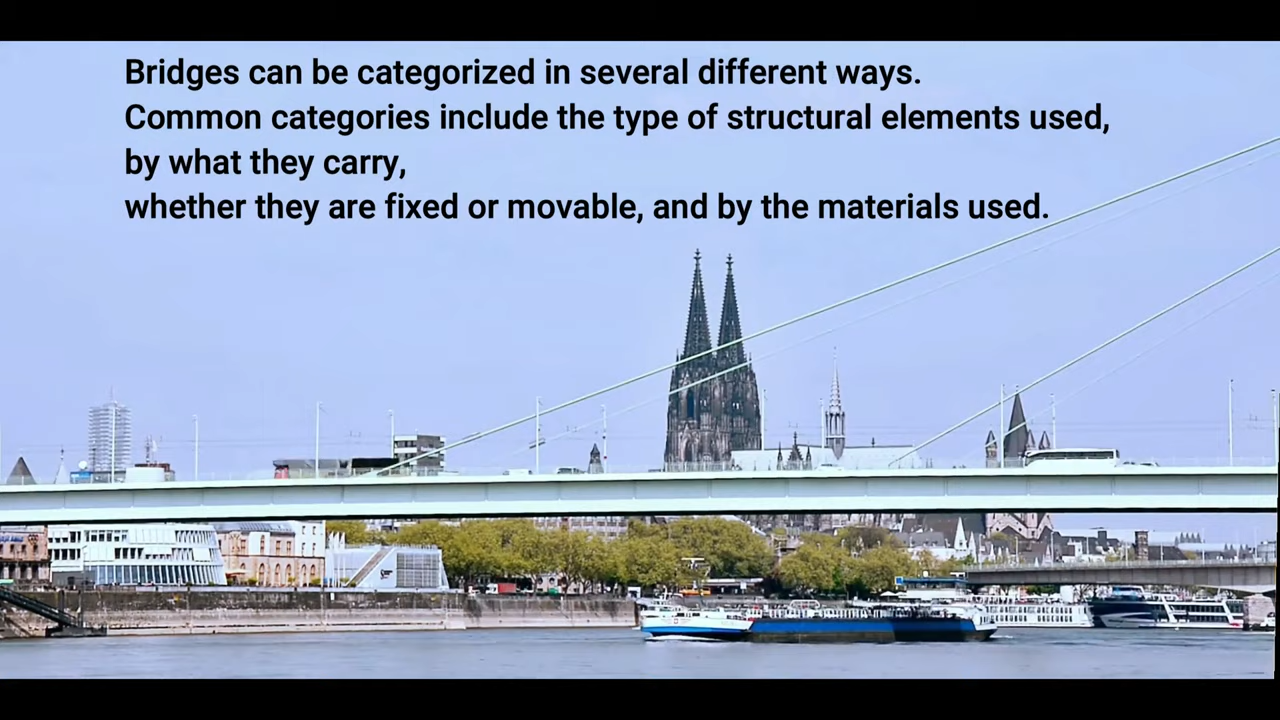 Bridges can be categorized in several different ways.
Common categories include the type of structural elements used,
by what they carry,
whether they are fixed or movable, and by the materials used.